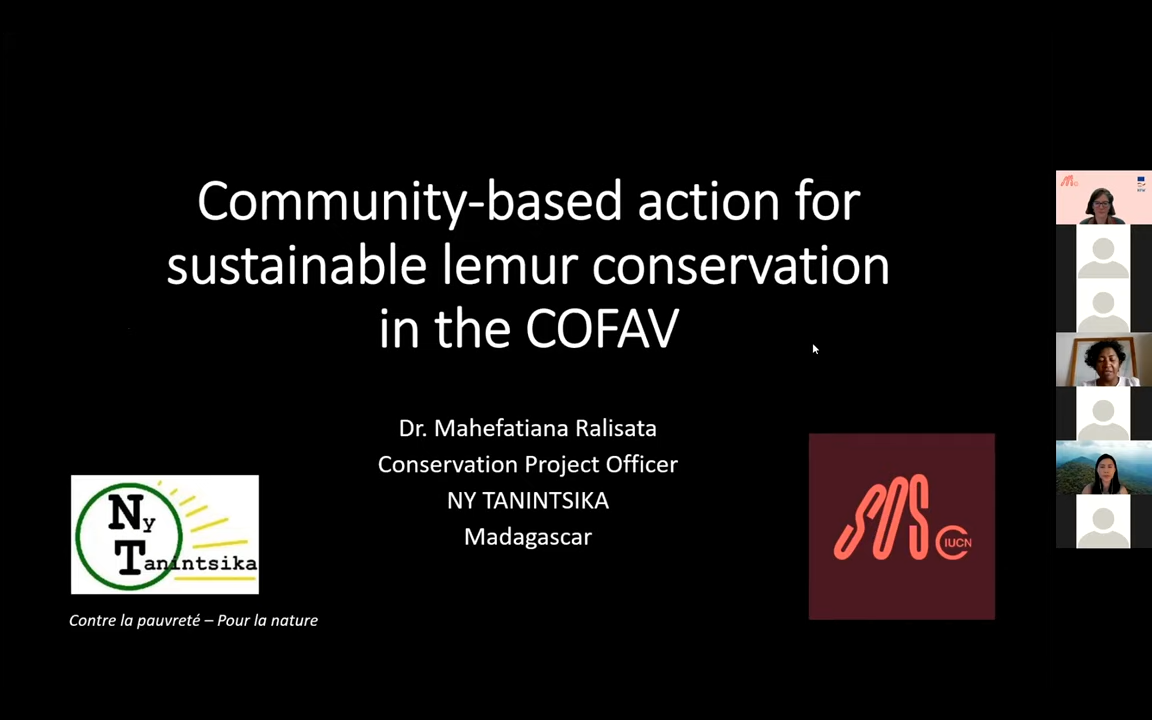 Community-based action for
sustainable lemur conservation
in the COFAV
Dr. Mahefatiana Ralisata
Conservation Project Officer
NY TANINTSIKA
Madagascar
Ny
Tanintsika
Contre la pauvreté – Pour la nature
SOS
IUCN